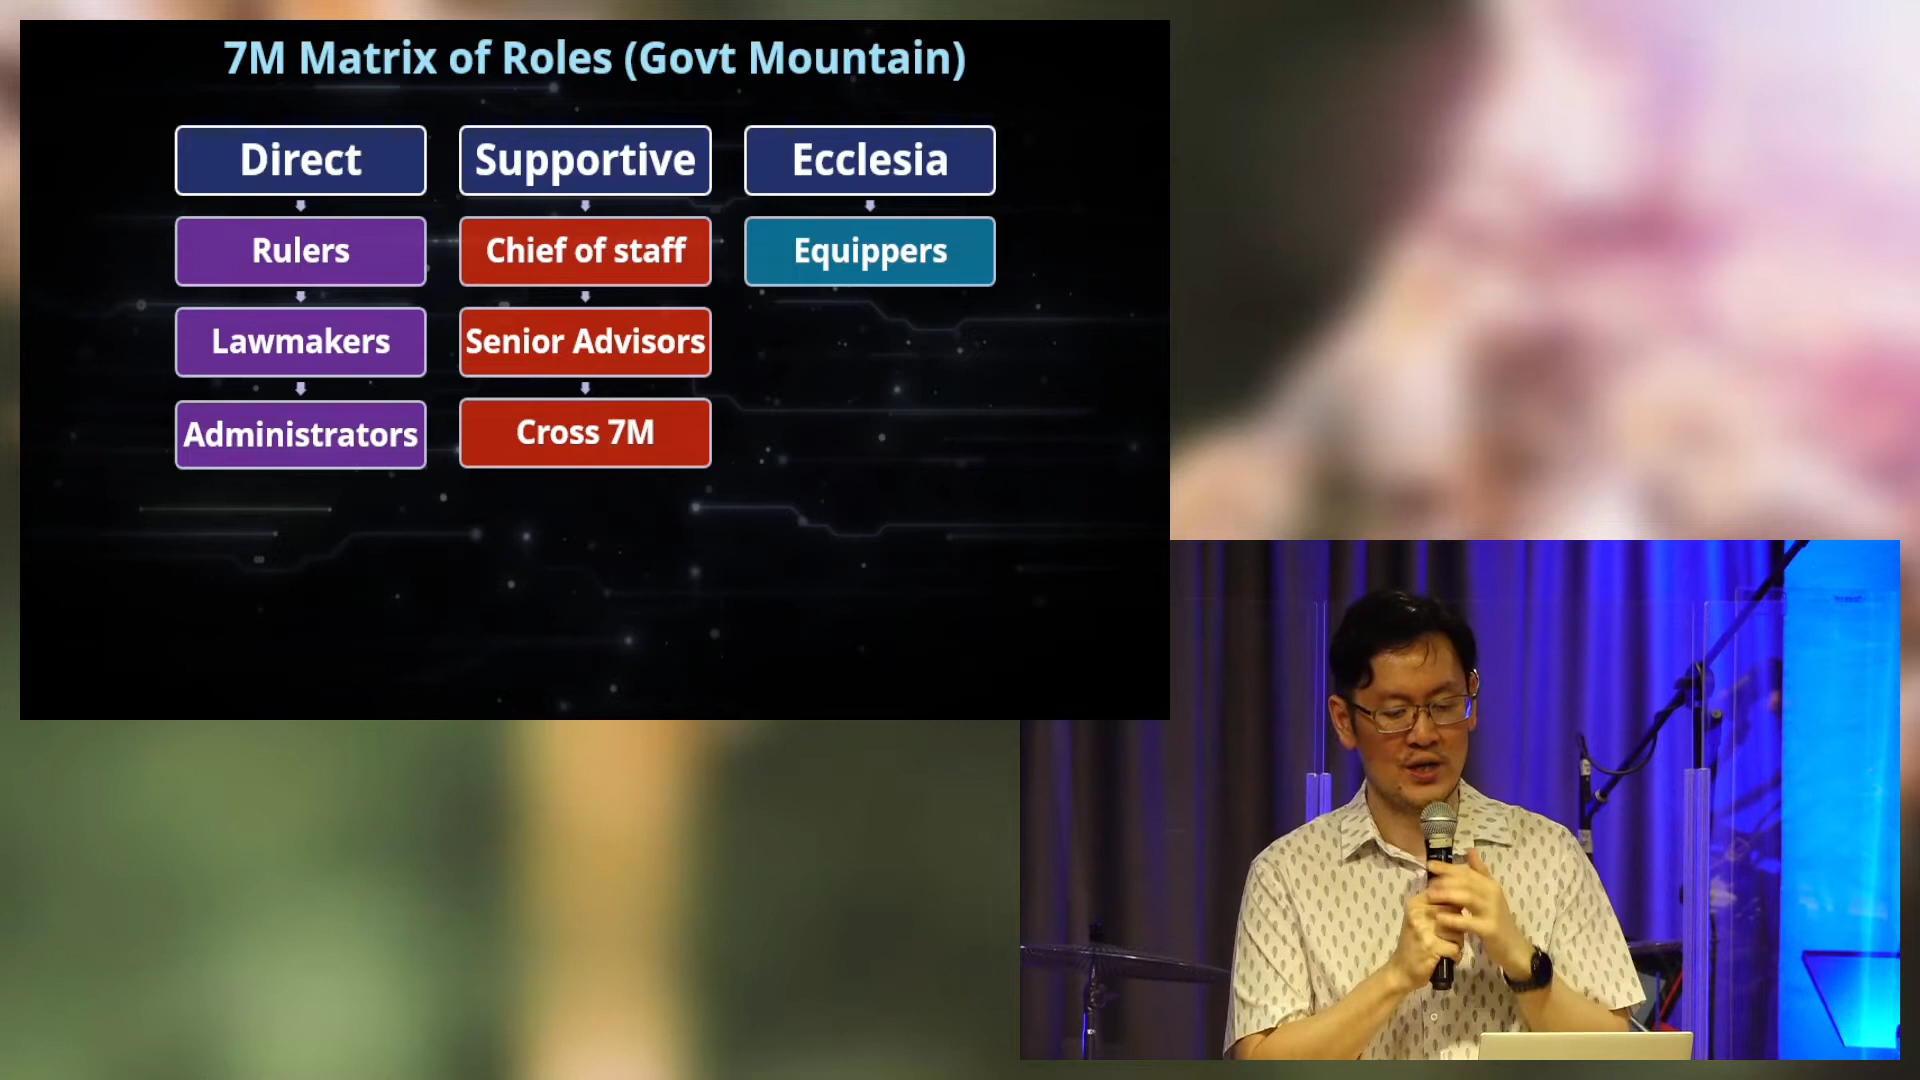 7M Matrix of Roles (Govt Mountain)
Direct
Supportive
Ecclesia
Rulers
Chief of staff
Equippers
Lawmakers
Senior Advisors
Administrators
Cross 7M